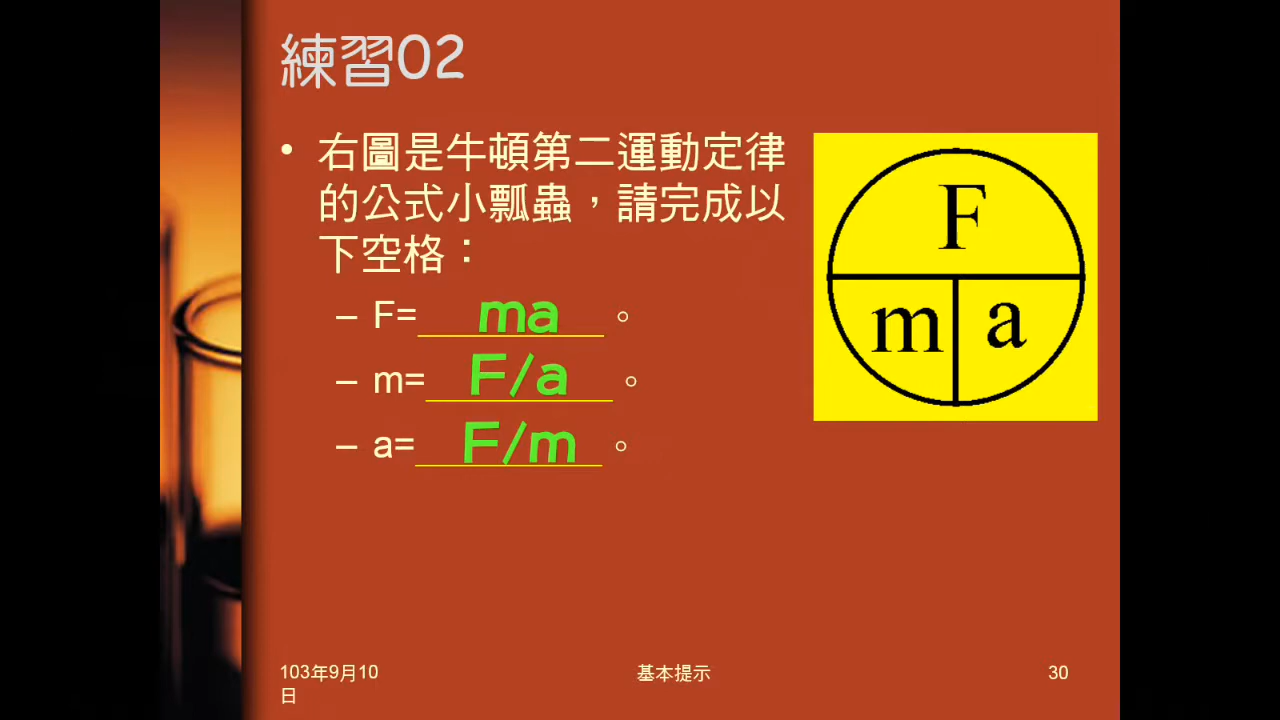 練習02
• 右圖是牛頓第二運動定律
的公式小瓢蟲，請完成以
下空格：
– F= ma 。
– m= F/a 。
– a= F/m 。
F
m a
103年9月10
日
基本提示
30